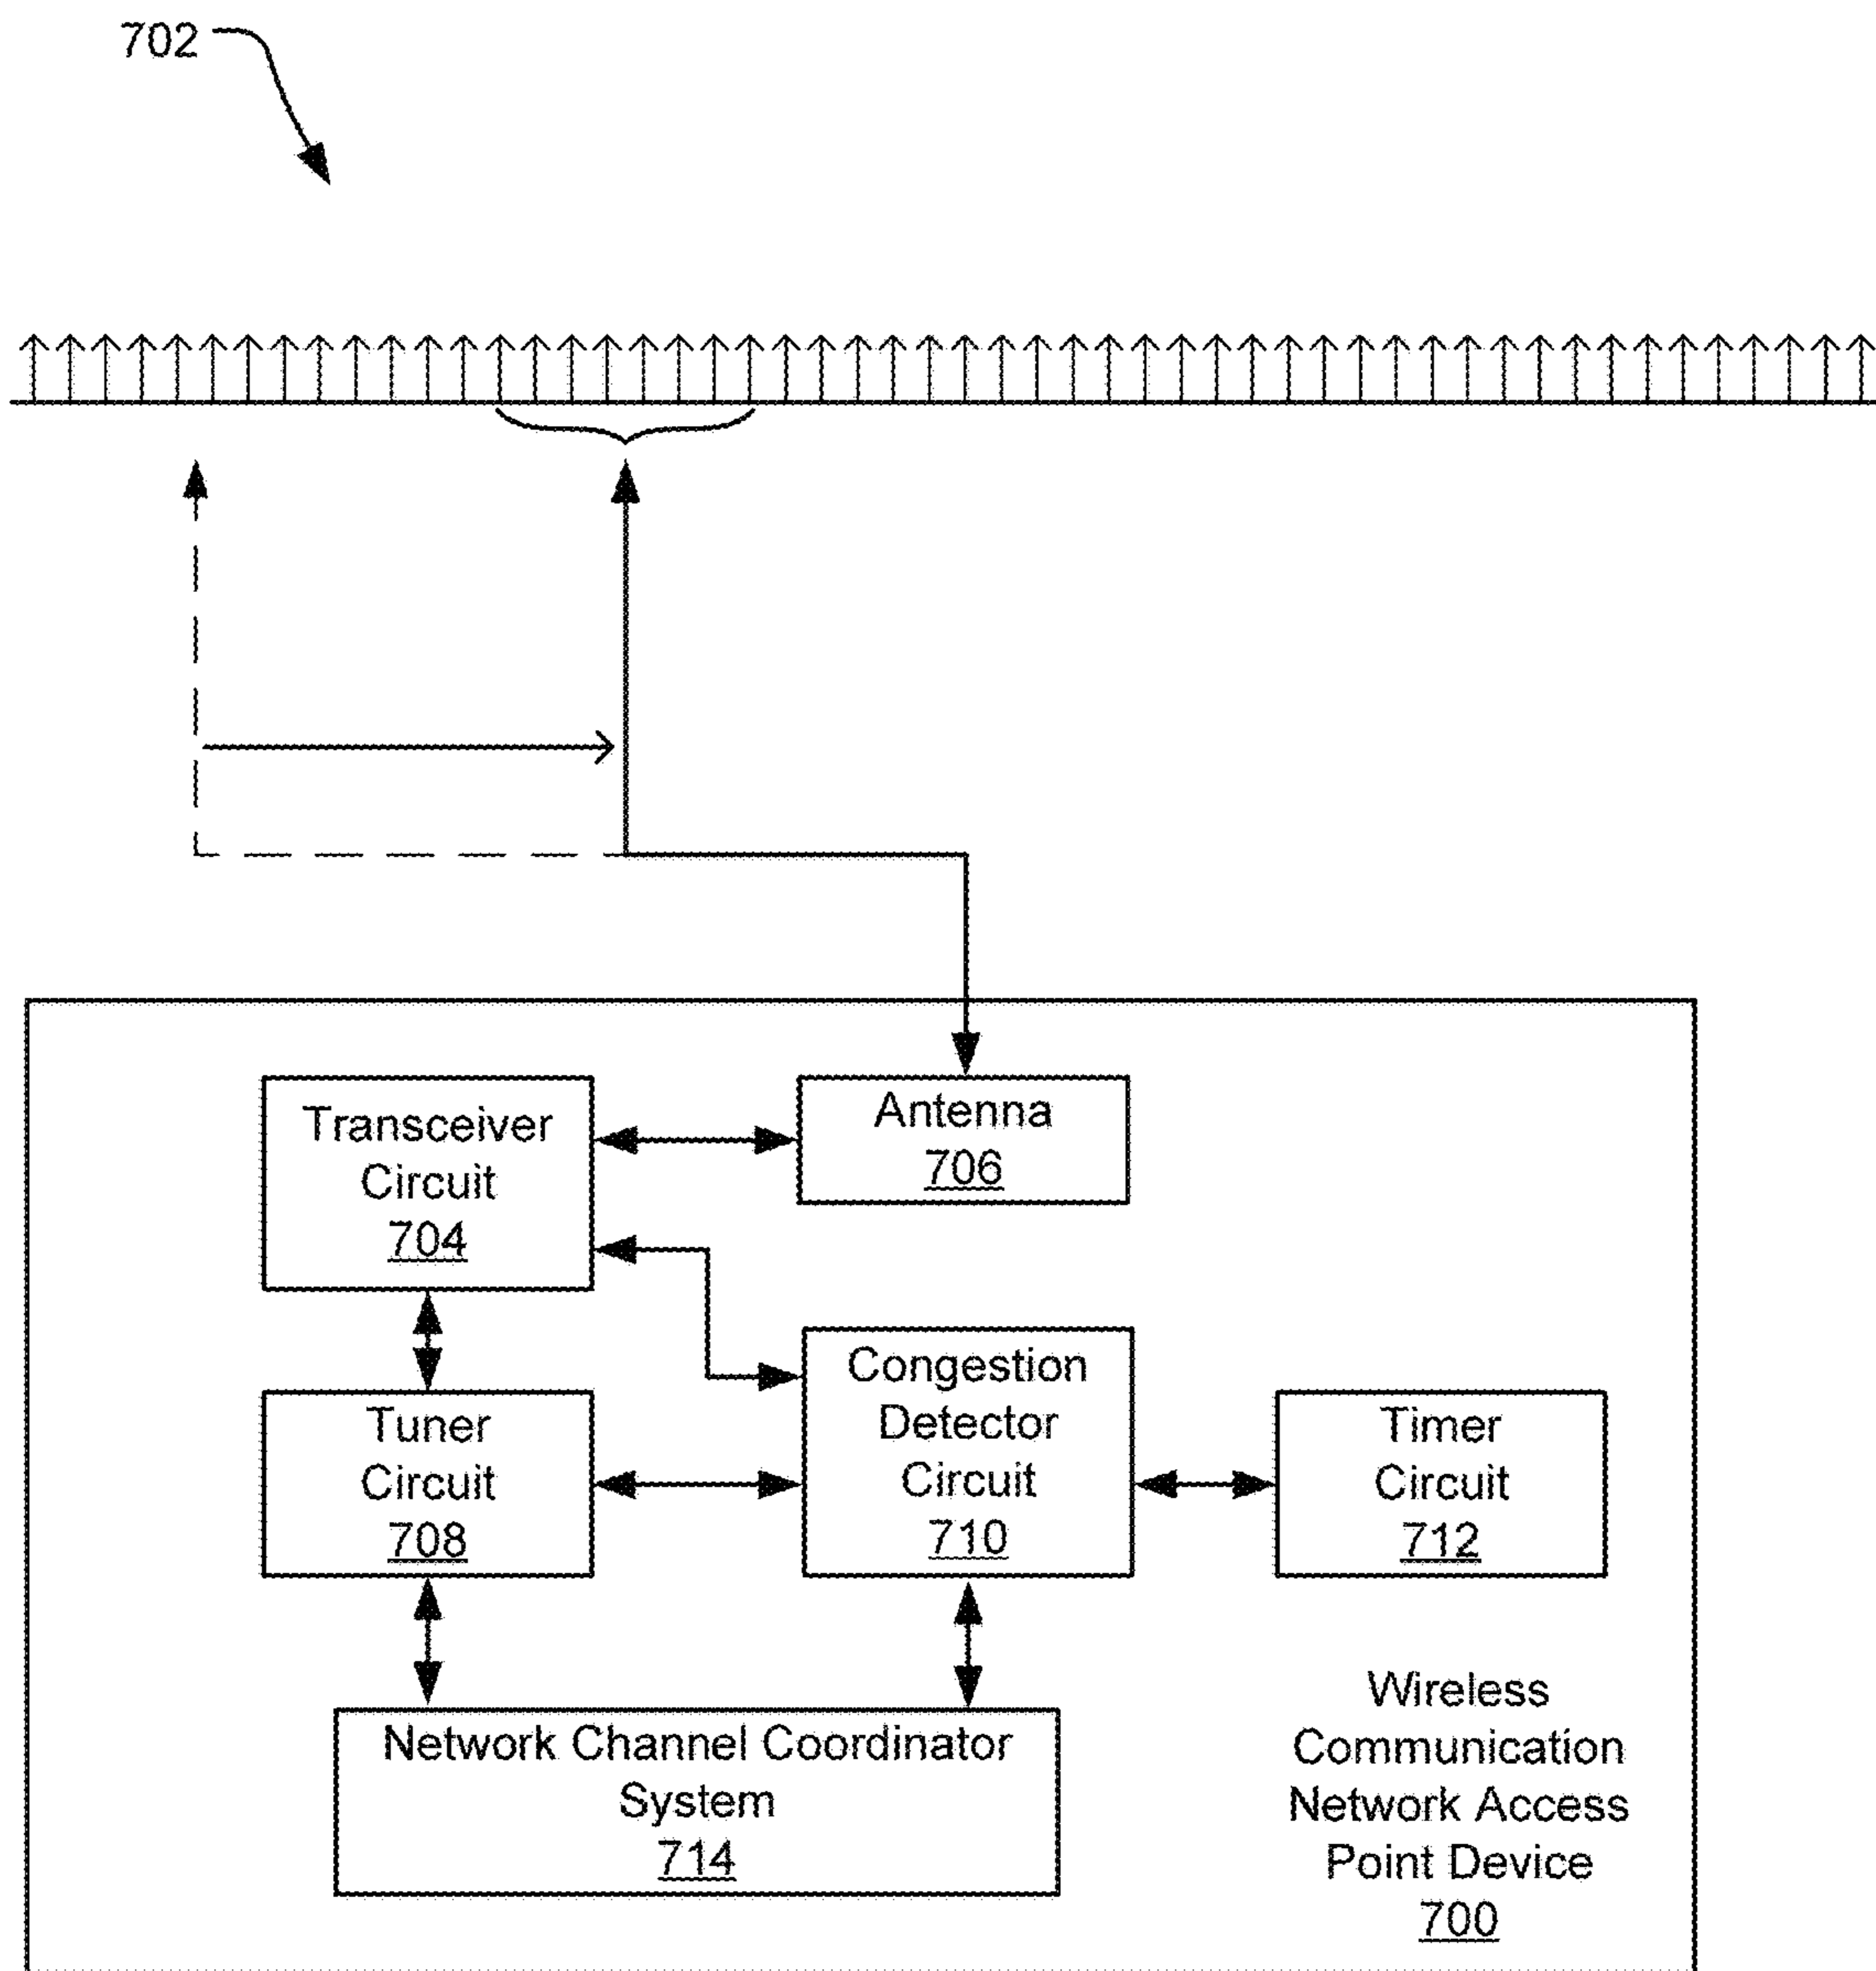 702
Transceiver
Circuit
704
Antenna
706
Tuner
Circuit
708
Congestion
Detector
Circuit
710
Timer
Circuit
712
Network Channel Coordinator
System
714
Wireless
Communication
Network Access
Point Device
700